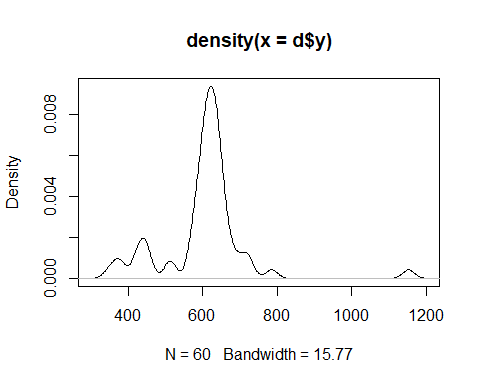 density(x = d$y)
Density
0.008
0.004
0.000
400 600 800 1000 1200
N = 60 Bandwidth = 15.77